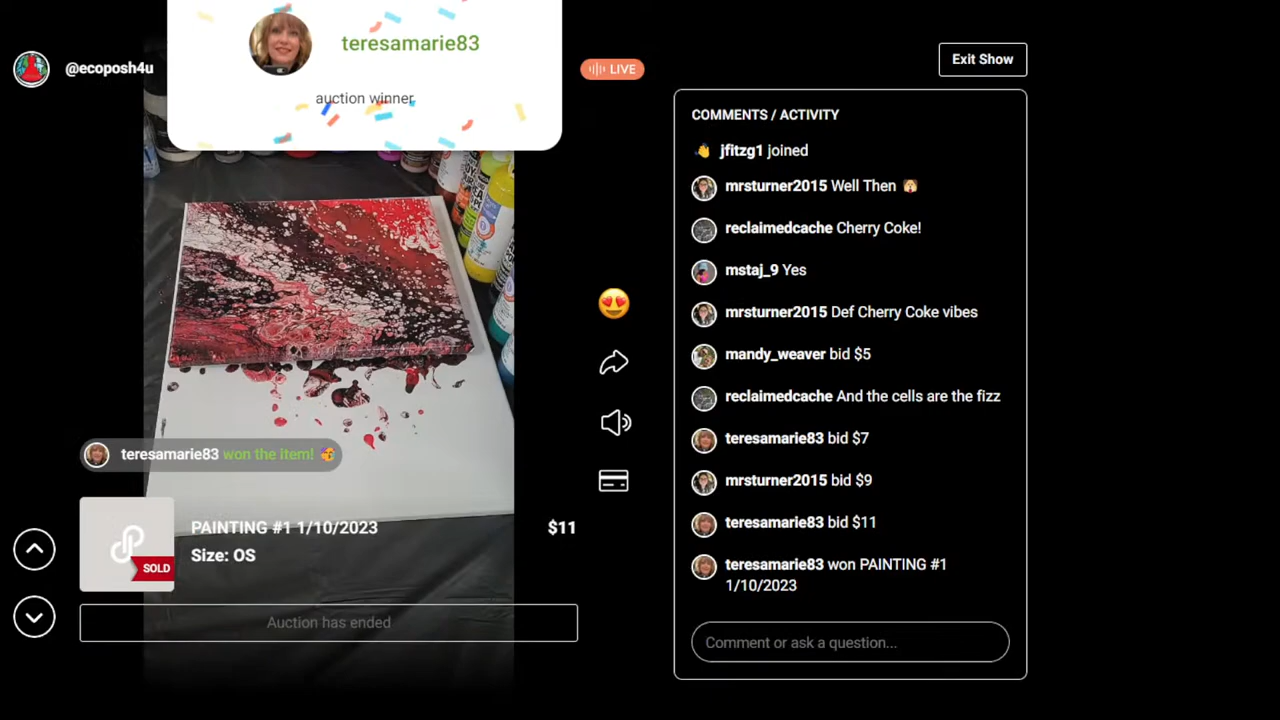 teresamarie83
auction winner
@ecoposh4u
LIVE
Exit Show
COMMENTS / ACTIVITY
jfitzg1 joined
mrsturner2015 Well Then
reclaimedcache Cherry Coke!
mstaj_9 Yes
mrsturner2015 Def Cherry Coke vibes
mandy_weaver bid $5
reclaimedcache And the cells are the fizz
teresamarie83 bid $7
mrsturner2015 bid $9
teresamarie83 bid $11
teresamarie83 won PAINTING #1
1/10/2023
Comment or ask a question...
teresamarie83 won the item!
SOLD
PAINTING #1 1/10/2023
$11
Size: OS
Auction has ended